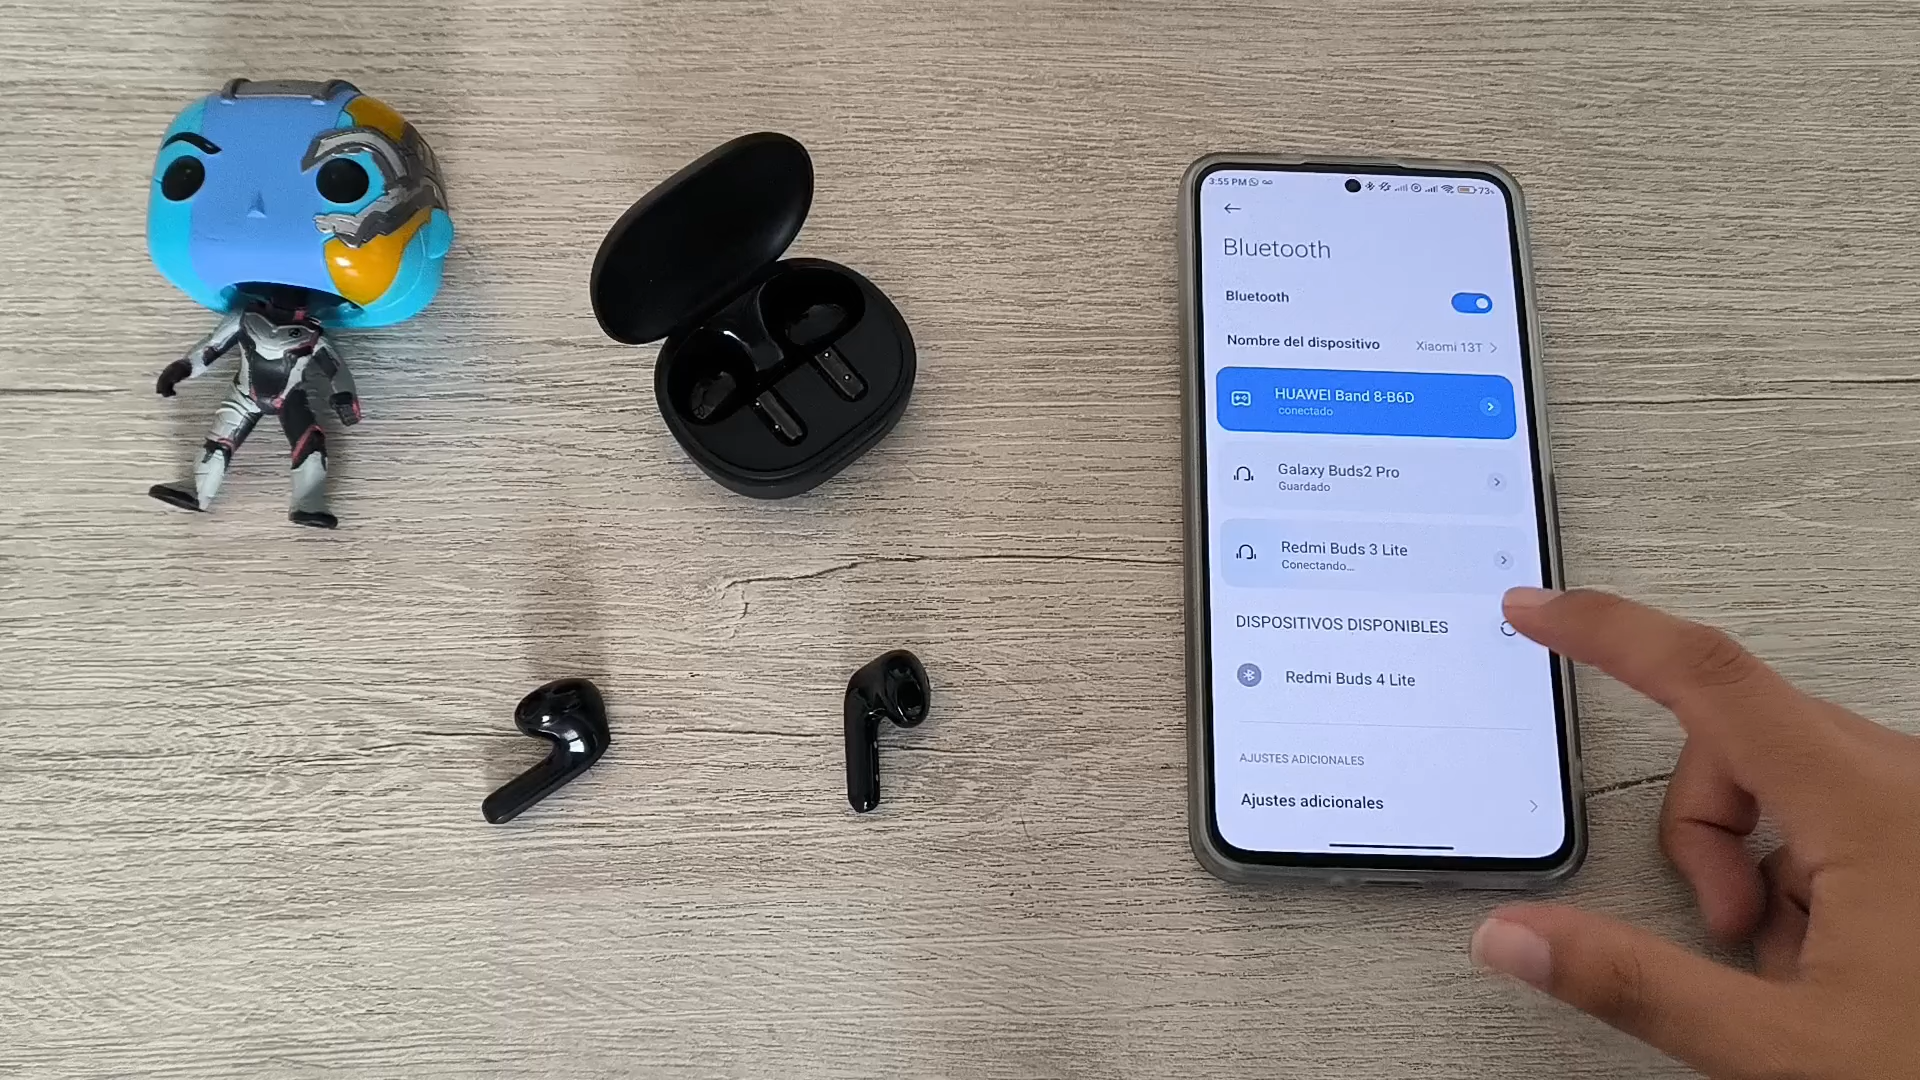 3:55 PM
73
Bluetooth
Bluetooth
Nombre del dispositivo
Xiaomi 13T
HUAWEI Band 8-B6D
conectado
Galaxy Buds2 Pro
Guardado
Redmi Buds 3 Lite
Conectando...
DISPOSITIVOS DISPONIBLES
Redmi Buds 4 Lite
AJUSTES ADICIONALES
Ajustes adicionales